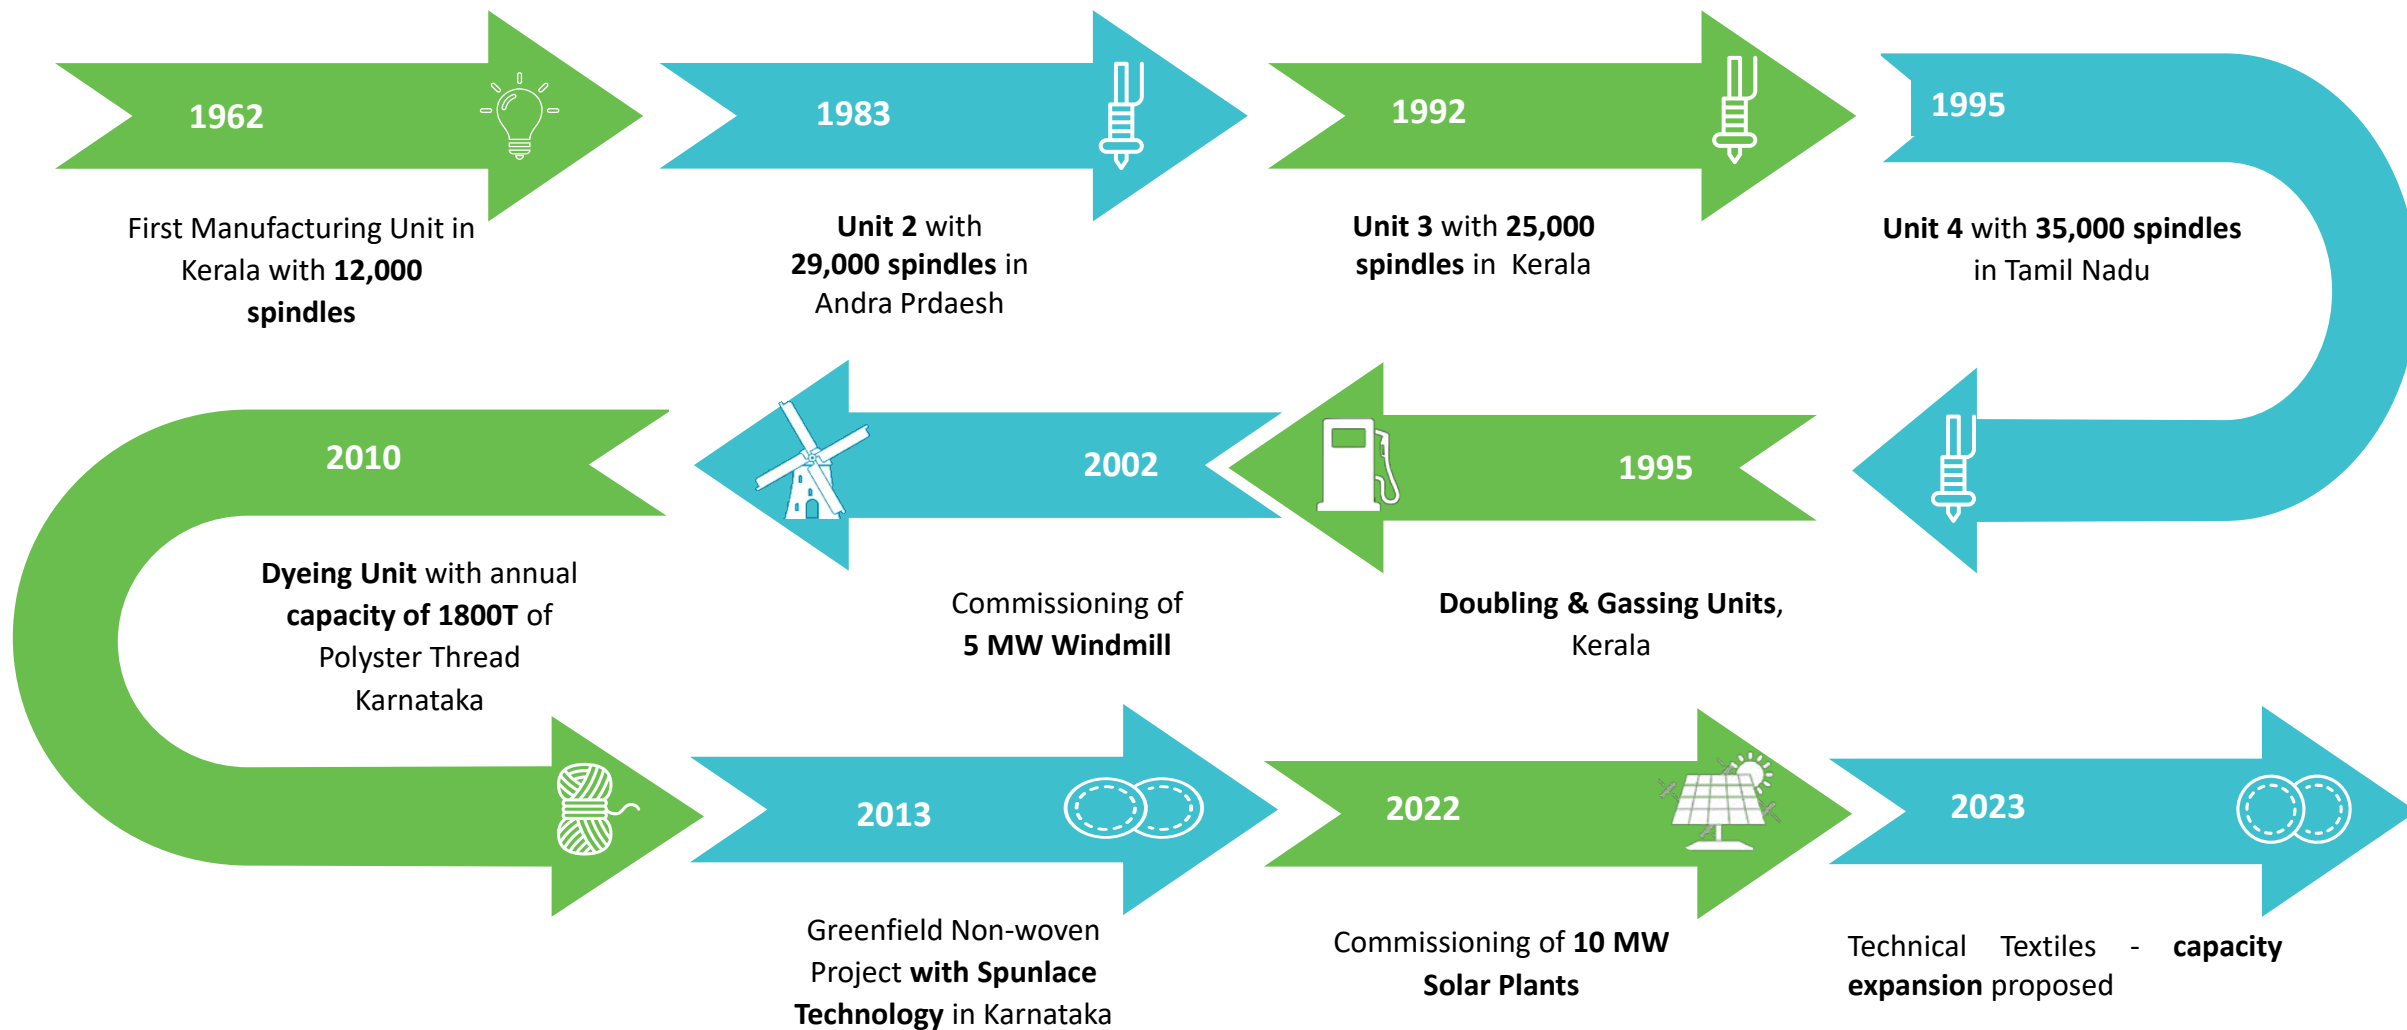 1962
First Manufacturing Unit in
Kerala with 12,000
spindles
1983
Unit 2 with
29,000 spindles in
Andra Prdaesh
1992
Unit 3 with 25,000
spindles in Kerala
1995
Unit 4 with 35,000 spindles
in Tamil Nadu
1995
Doubling & Gassing Units,
Kerala
2002
Commissioning of
5 MW Windmill
2010
Dyeing Unit with annual
capacity of 1800T of
Polyster Thread
Karnataka
2013
Greenfield Non-woven
Project with Spunlace
Technology in Karnataka
2022
Commissioning of 10 MW
Solar Plants
2023
Technical Textiles - capacity
expansion proposed